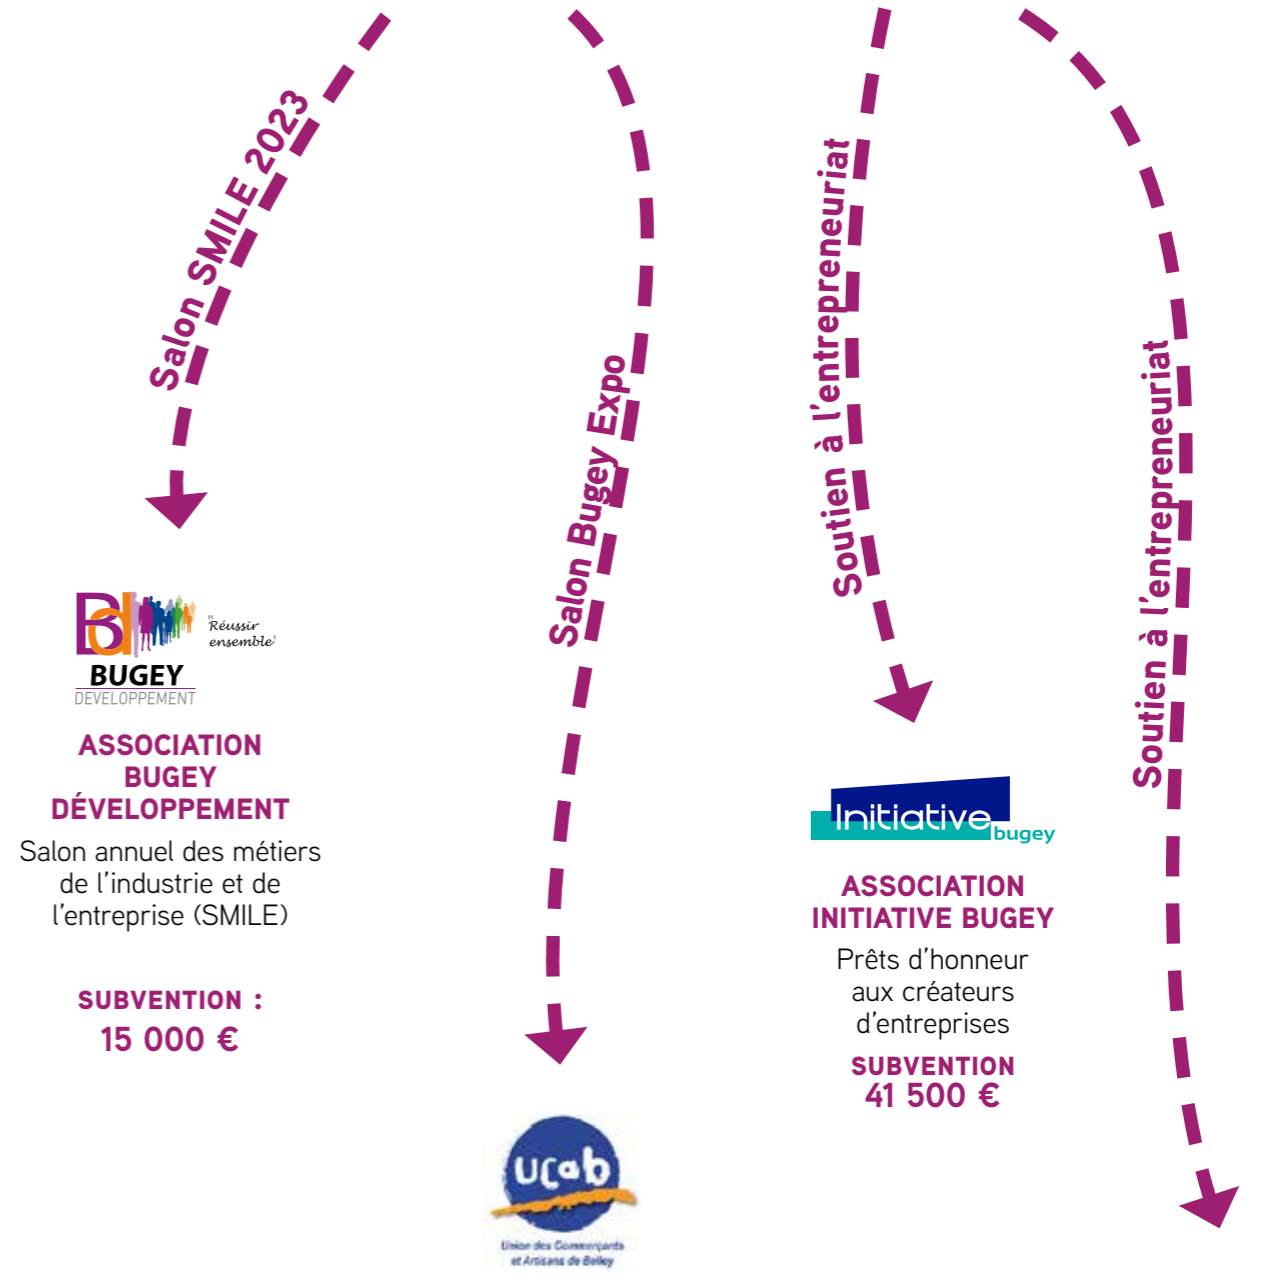 Salon SMILE 2023
Salon Bugey Expo
Soutien à l'entrepreneuriat
Soutien à l'entrepreneuriat
Bd
"Réussir
ensemble"
BUGEY
DEVELOPPEMENT
ASSOCIATION
BUGEY
DÉVELOPPEMENT
Salon annuel des métiers
de l'industrie et de
l'entreprise (SMILE)
SUBVENTION :
15 000 €
Initiative
bugey
ASSOCIATION
INITIATIVE BUGEY
Prêts d'honneur
aux créateurs
d'entreprises
SUBVENTION
41 500 €
ucab
Union des Commerçants
et Artisans de Belley